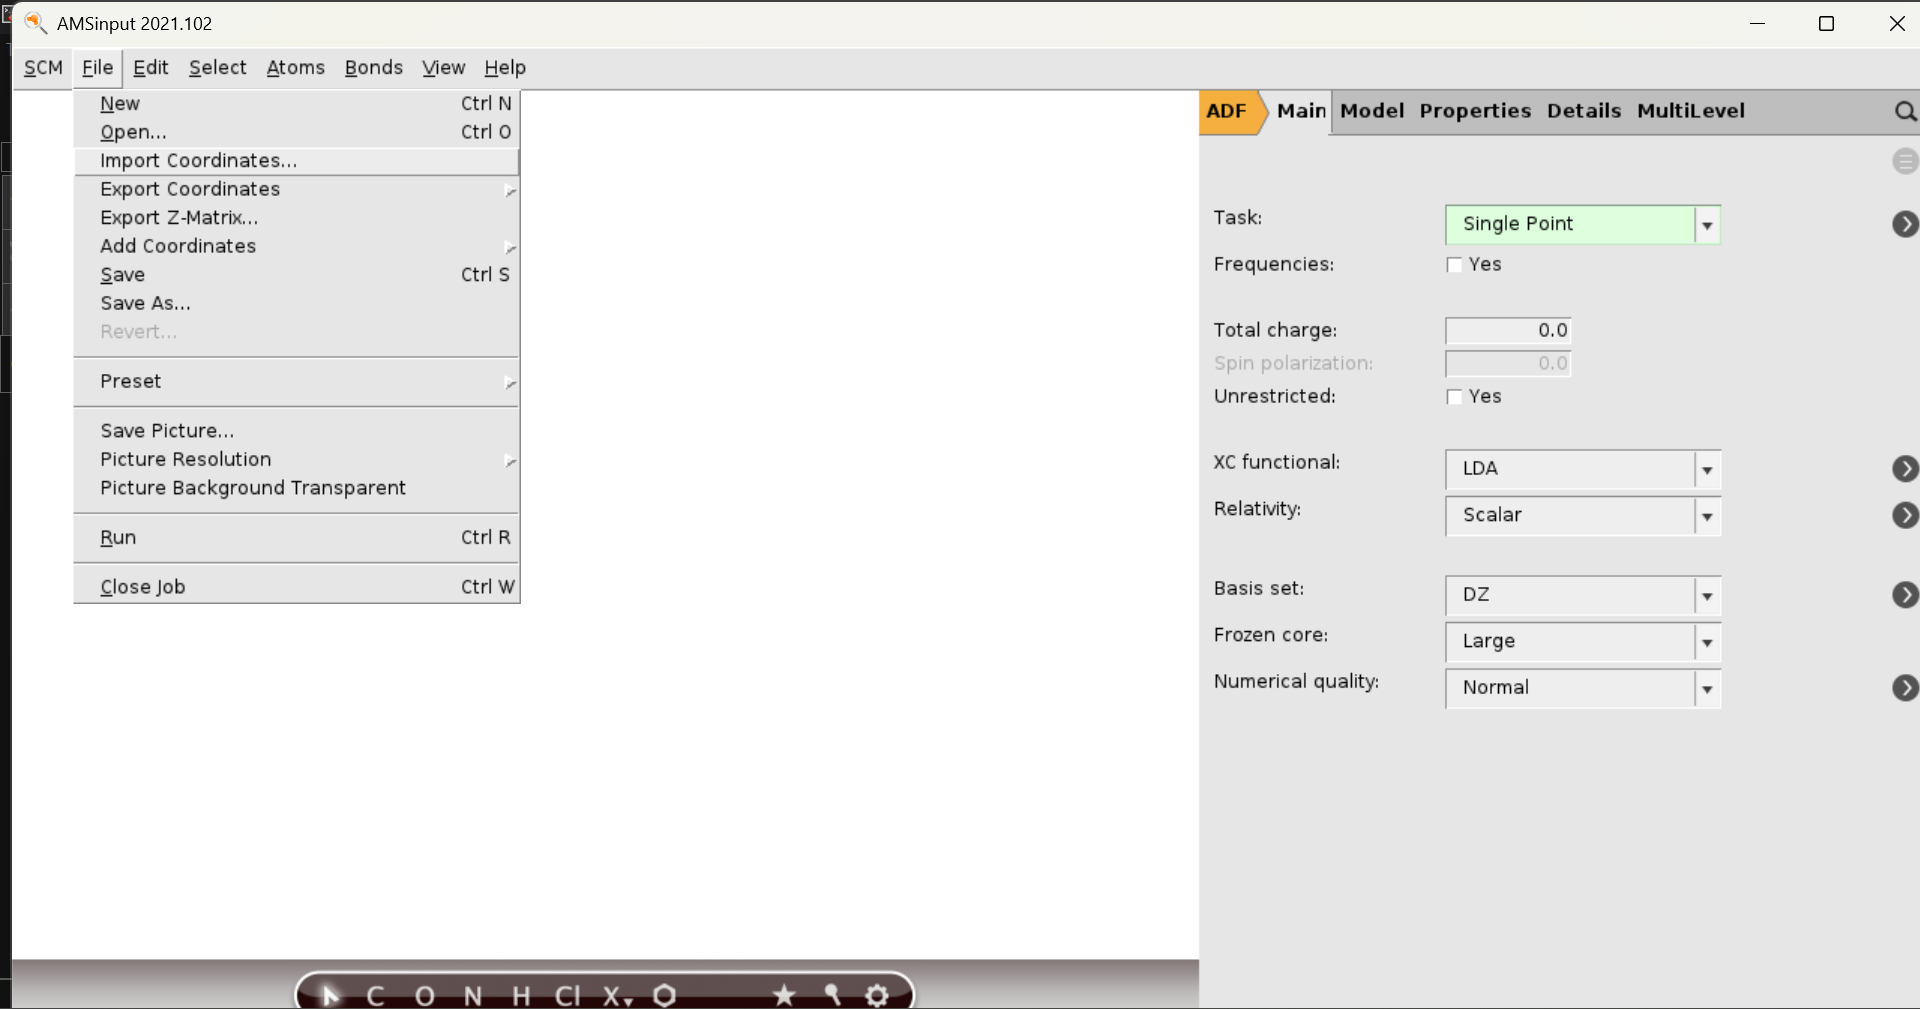 AMSinput 2021.102
SCM File Edit Select Atoms Bonds View Help
New Ctrl N
Open... Ctrl O
Import Coordinates...
Export Coordinates
Export Z-Matrix...
Add Coordinates
Save Ctrl S
Save As...
Revert...
Preset
Save Picture...
Picture Resolution
Picture Background Transparent
Run Ctrl R
Close Job Ctrl W
ADF Main Model Properties Details MultiLevel
Task: Single Point
Frequencies: Yes
Total charge: 0.0
Spin polarization: 0.0
Unrestricted: Yes
XC functional: LDA
Relativity: Scalar
Basis set: DZ
Frozen core: Large
Numerical quality: Normal
C O N H Cl X